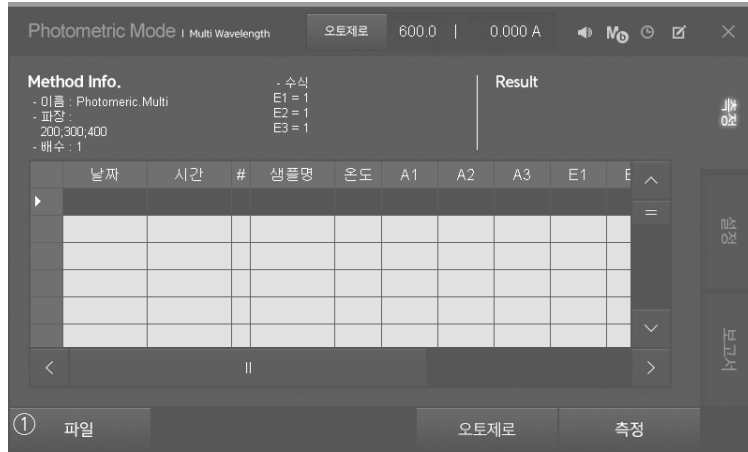 Photometric Mode | Multi Wavelength 오토제로 600.0 | 0.000 A
Method Info.
- 이름 : Photomeric.Multi
- 파장 :
200;300;400
- 배수 : 1
- 수식
E1 = 1
E2 = 1
E3 = 1
Result
측정
설정
보고서
날짜 시간 # 샘플명 온도 A1 A2 A3 E1
① 파일 오토제로 측정